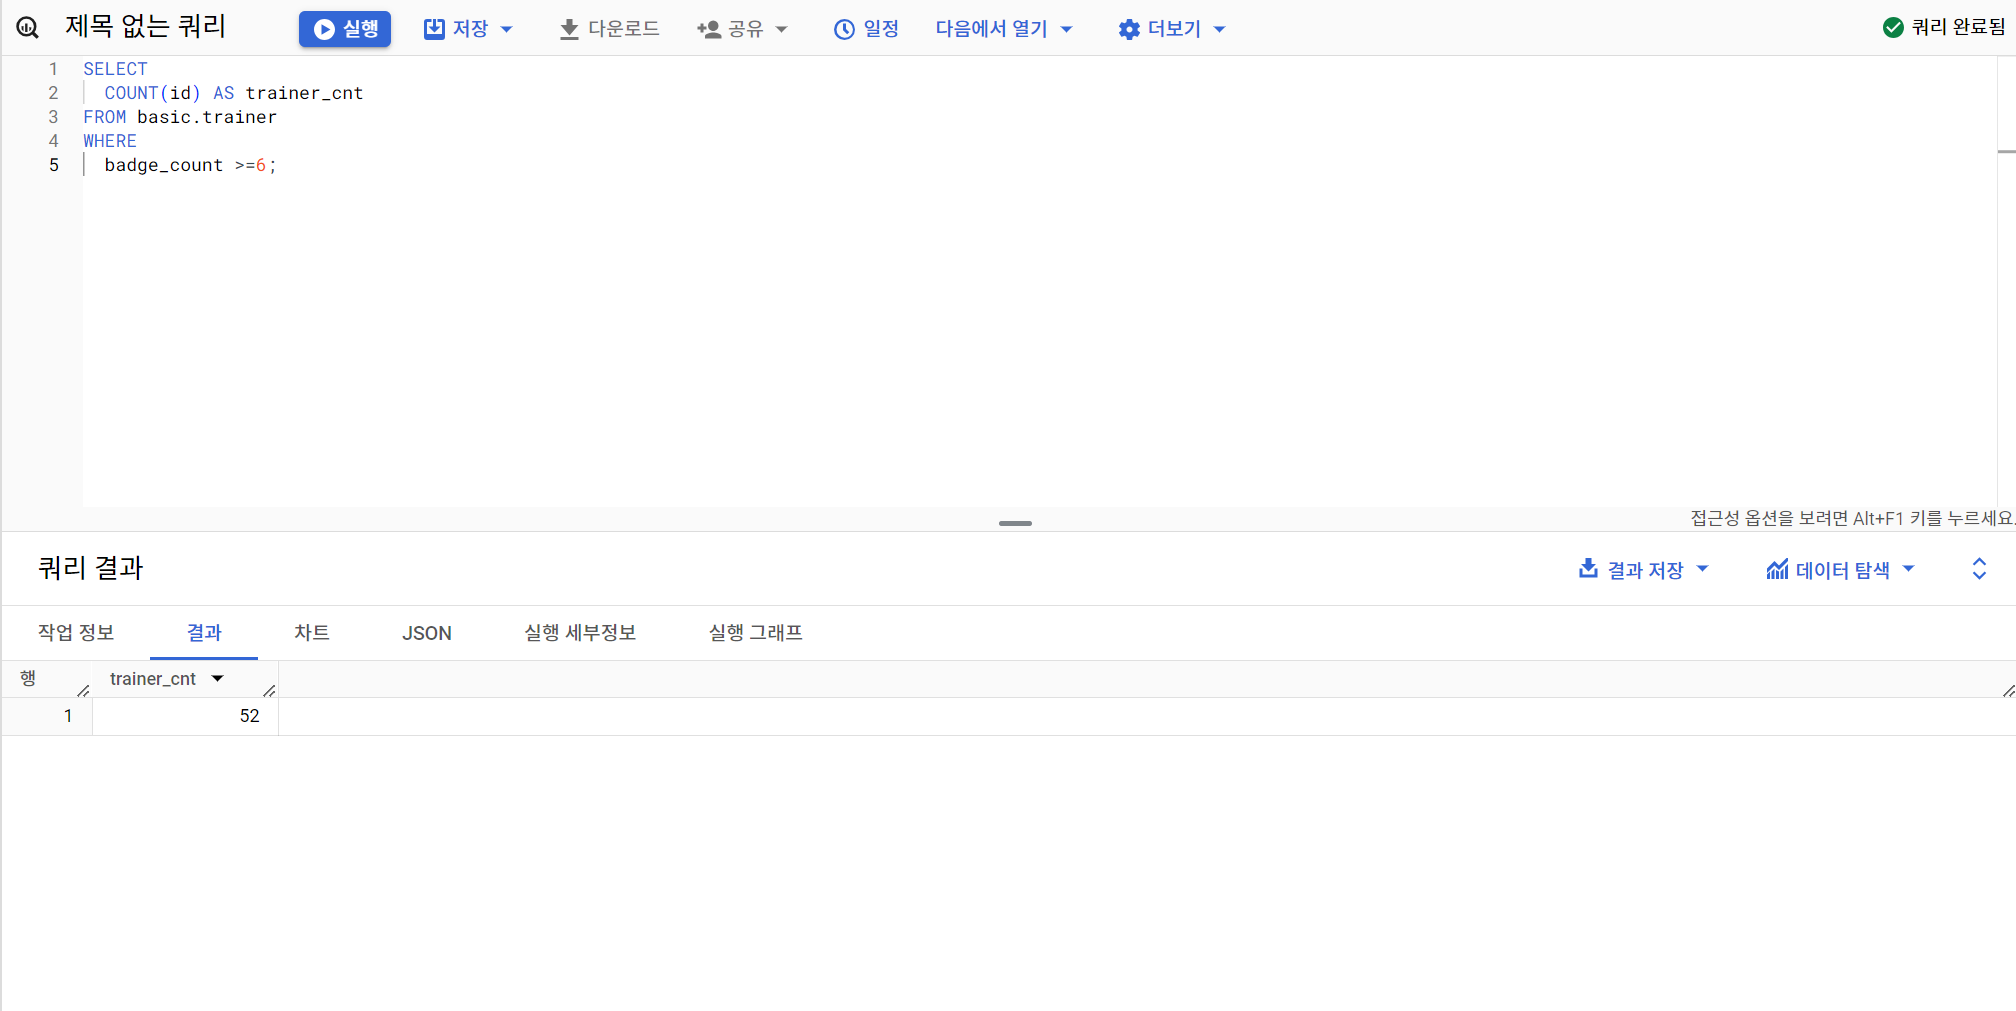 제목 없는 쿼리 실행 저장 다운로드 공유 일정 다음에서 열기 더보기 쿼리 완료됨
1 SELECT
2 COUNT(id) AS trainer_cnt
3 FROM basic.trainer
4 WHERE
5 badge_count >=6;
접근성 옵션을 보려면 Alt+F1 키를 누르세요.
쿼리 결과 결과 저장 데이터 탐색
작업 정보 결과 차트 JSON 실행 세부정보 실행 그래프
행 trainer_cnt
1 52